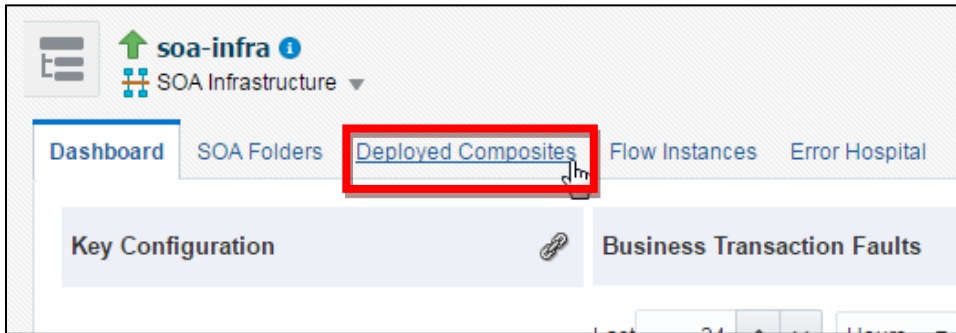 soa-infra
SOA Infrastructure
Dashboard SOA Folders Deployed Composites Flow Instances Error Hospital
Key Configuration Business Transaction Faults